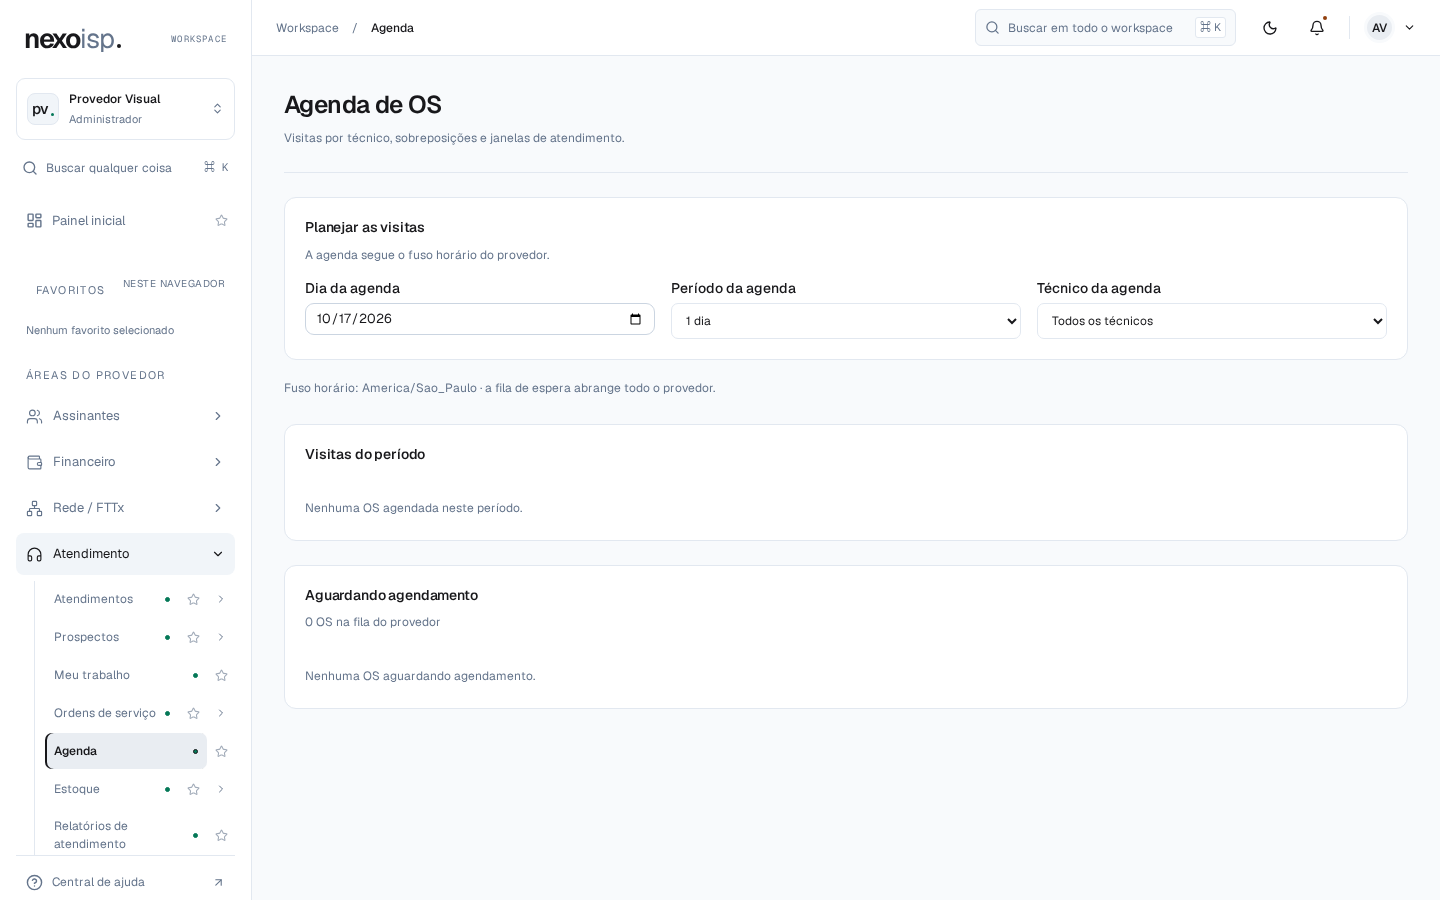 nexoisp.
WORKSPACE
pv.
Provedor Visual
Administrador
Buscar qualquer coisa
⌘ K
Painel inicial
FAVORITOS
NESTE NAVEGADOR
Nenhum favorito selecionado
ÁREAS DO PROVEDOR
Assinantes
Financeiro
Rede / FTTx
Atendimento
Atendimentos
Prospectos
Meu trabalho
Ordens de serviço
Agenda
Estoque
Relatórios de
atendimento
Central de ajuda
Workspace / Agenda
Buscar em todo o workspace
⌘ K
AV
Agenda de OS
Visitas por técnico, sobreposições e janelas de atendimento.
Planejar as visitas
A agenda segue o fuso horário do provedor.
Dia da agenda
10/17/2026
Período da agenda
1 dia
Técnico da agenda
Todos os técnicos
Fuso horário: America/Sao_Paulo · a fila de espera abrange todo o provedor.
Visitas do período
Nenhuma OS agendada neste período.
Aguardando agendamento
0 OS na fila do provedor
Nenhuma OS aguardando agendamento.